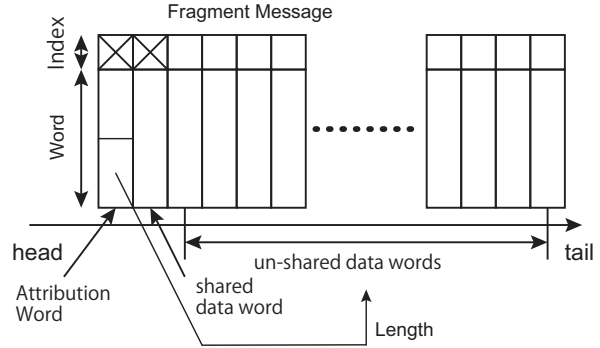 Fragment Message
Index
Word
head
tail
un-shared data words
Attribution
Word
shared
data word
Length